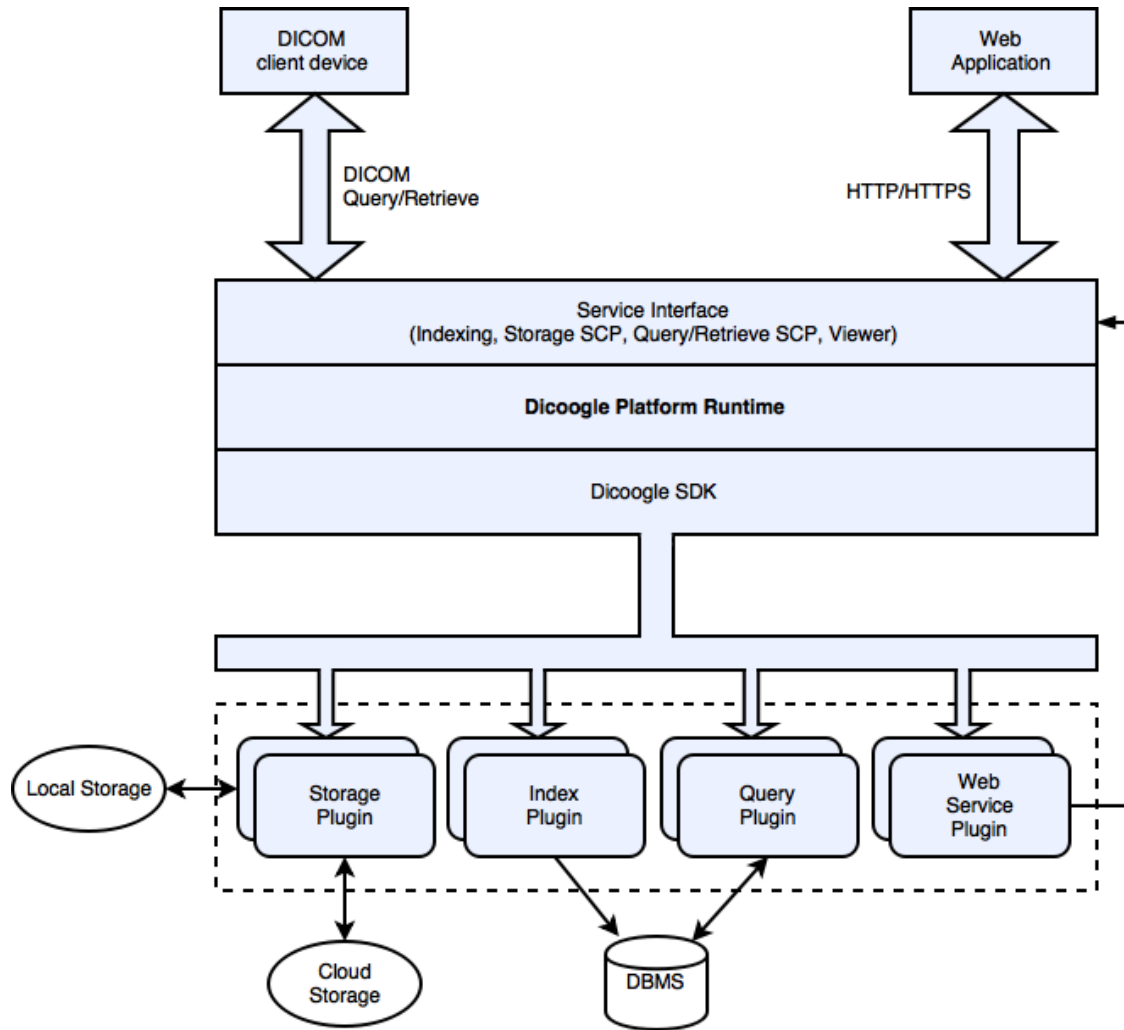 DICOM
client device
Web
Application
DICOM
Query/Retrieve
HTTP/HTTPS
Service Interface
(Indexing, Storage SCP, Query/Retrieve SCP, Viewer)
Dicoogle Platform Runtime
Dicoogle SDK
Local Storage
Storage
Plugin
Index
Plugin
Query
Plugin
Web
Service
Plugin
Cloud
Storage
DBMS